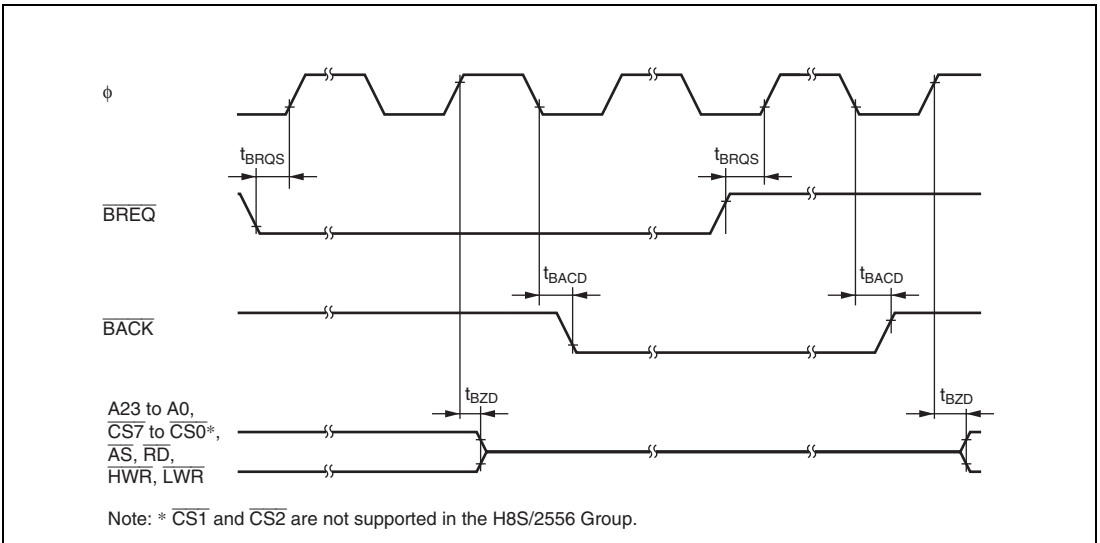 ϕ
tBRQS tBRQS
BREQ
tBACD tBACD
BACK
tBZD tBZD
A23 to A0,
CS7 to CS0*,
AS, RD,
HWR, LWR
Note: * CS1 and CS2 are not supported in the H8S/2556 Group.